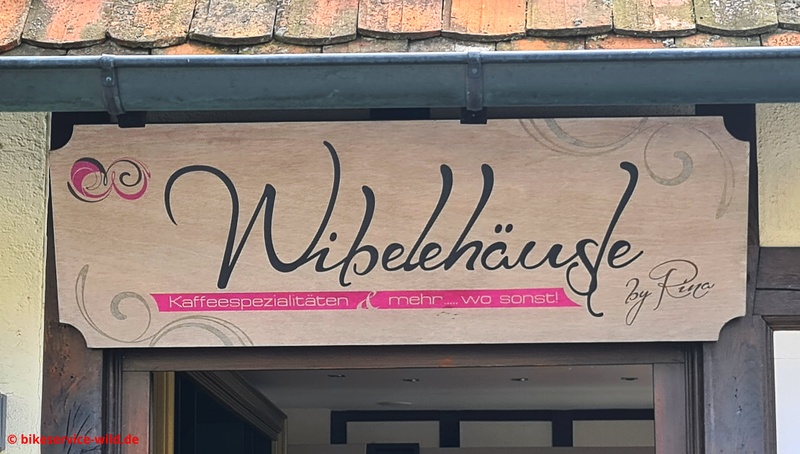 Wibelehäusle
by Rina
Kaffeespezialitäten & mehr.....wo sonst!
© bikeservice-wild.de